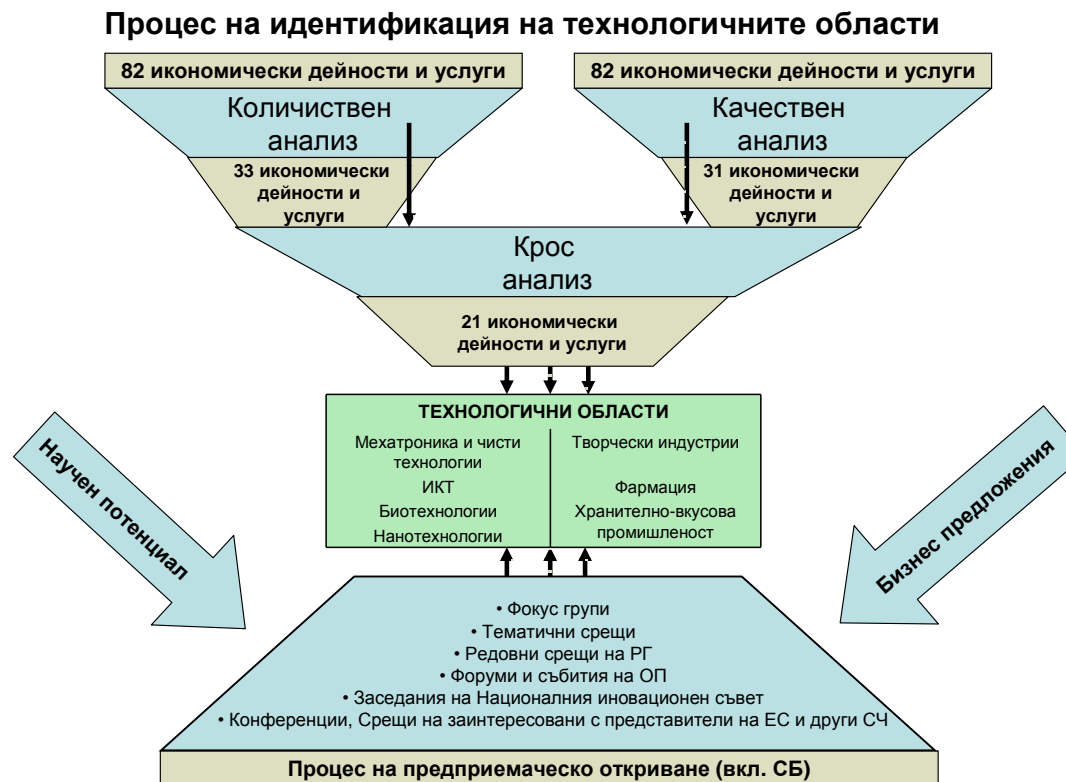 Процес на идентификация на технологичните области
82 икономически дейности и услуги
82 икономически дейности и услуги
Количиствен
анализ
Качествен
анализ
33 икономически
дейности и
услуги
31 икономически
дейности и
услуги
Крос
анализ
21 икономически
дейности и услуги
ТЕХНОЛОГИЧНИ ОБЛАСТИ
Мехатроника и чисти
технологии
ИКТ
Биотехнологии
Нанотехнологии
Творчески индустрии
Фармация
Хранително-вкусова
промишленост
Научен потенциал
Бизнес предложения
• Фокус групи
• Тематични срещи
• Редовни срещи на РГ
• Форуми и събития на ОП
• Заседания на Националния иновационен съвет
• Конференции, Срещи на заинтересовани с представители на ЕС и други СЧ
Процес на предприемаческо откриване (вкл. СБ)